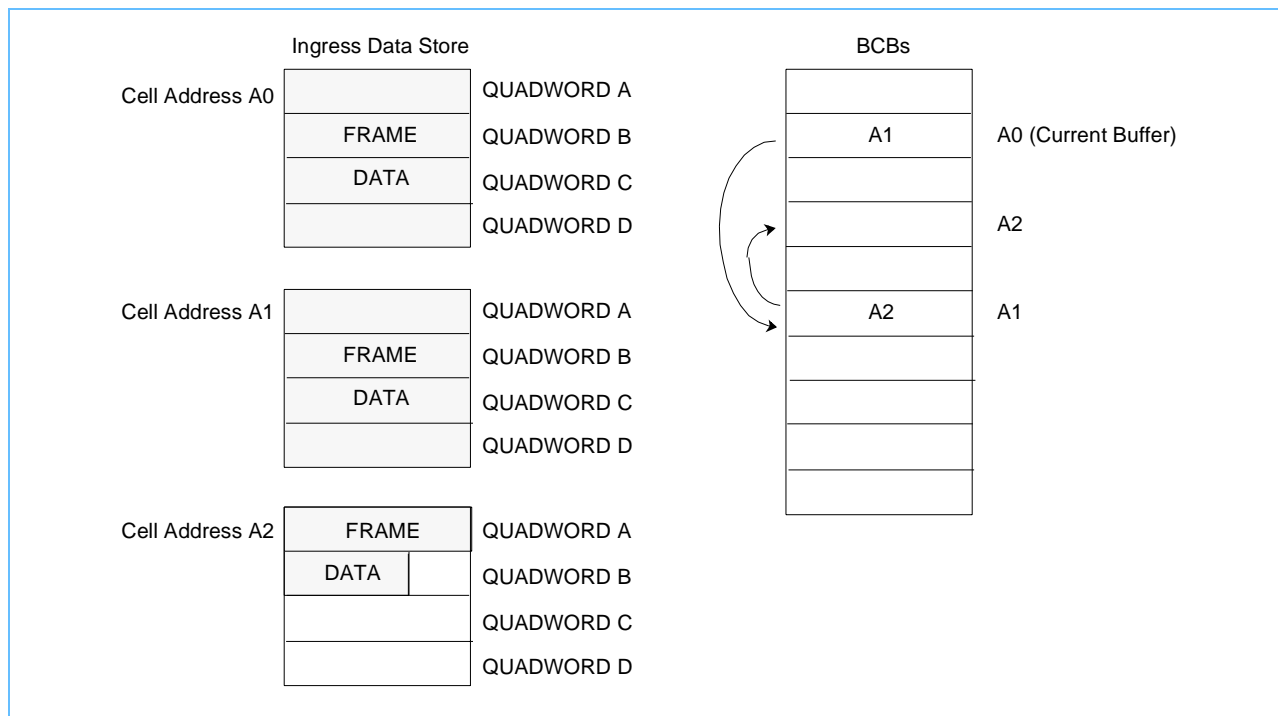 Ingress Data Store
Cell Address A0
QUADWORD A
FRAME
QUADWORD B
DATA
QUADWORD C
QUADWORD D
Cell Address A1
QUADWORD A
FRAME
QUADWORD B
DATA
QUADWORD C
QUADWORD D
Cell Address A2
FRAME
QUADWORD A
DATA
QUADWORD B
QUADWORD C
QUADWORD D
BCBs
A1
A0 (Current Buffer)
A2
A2
A1